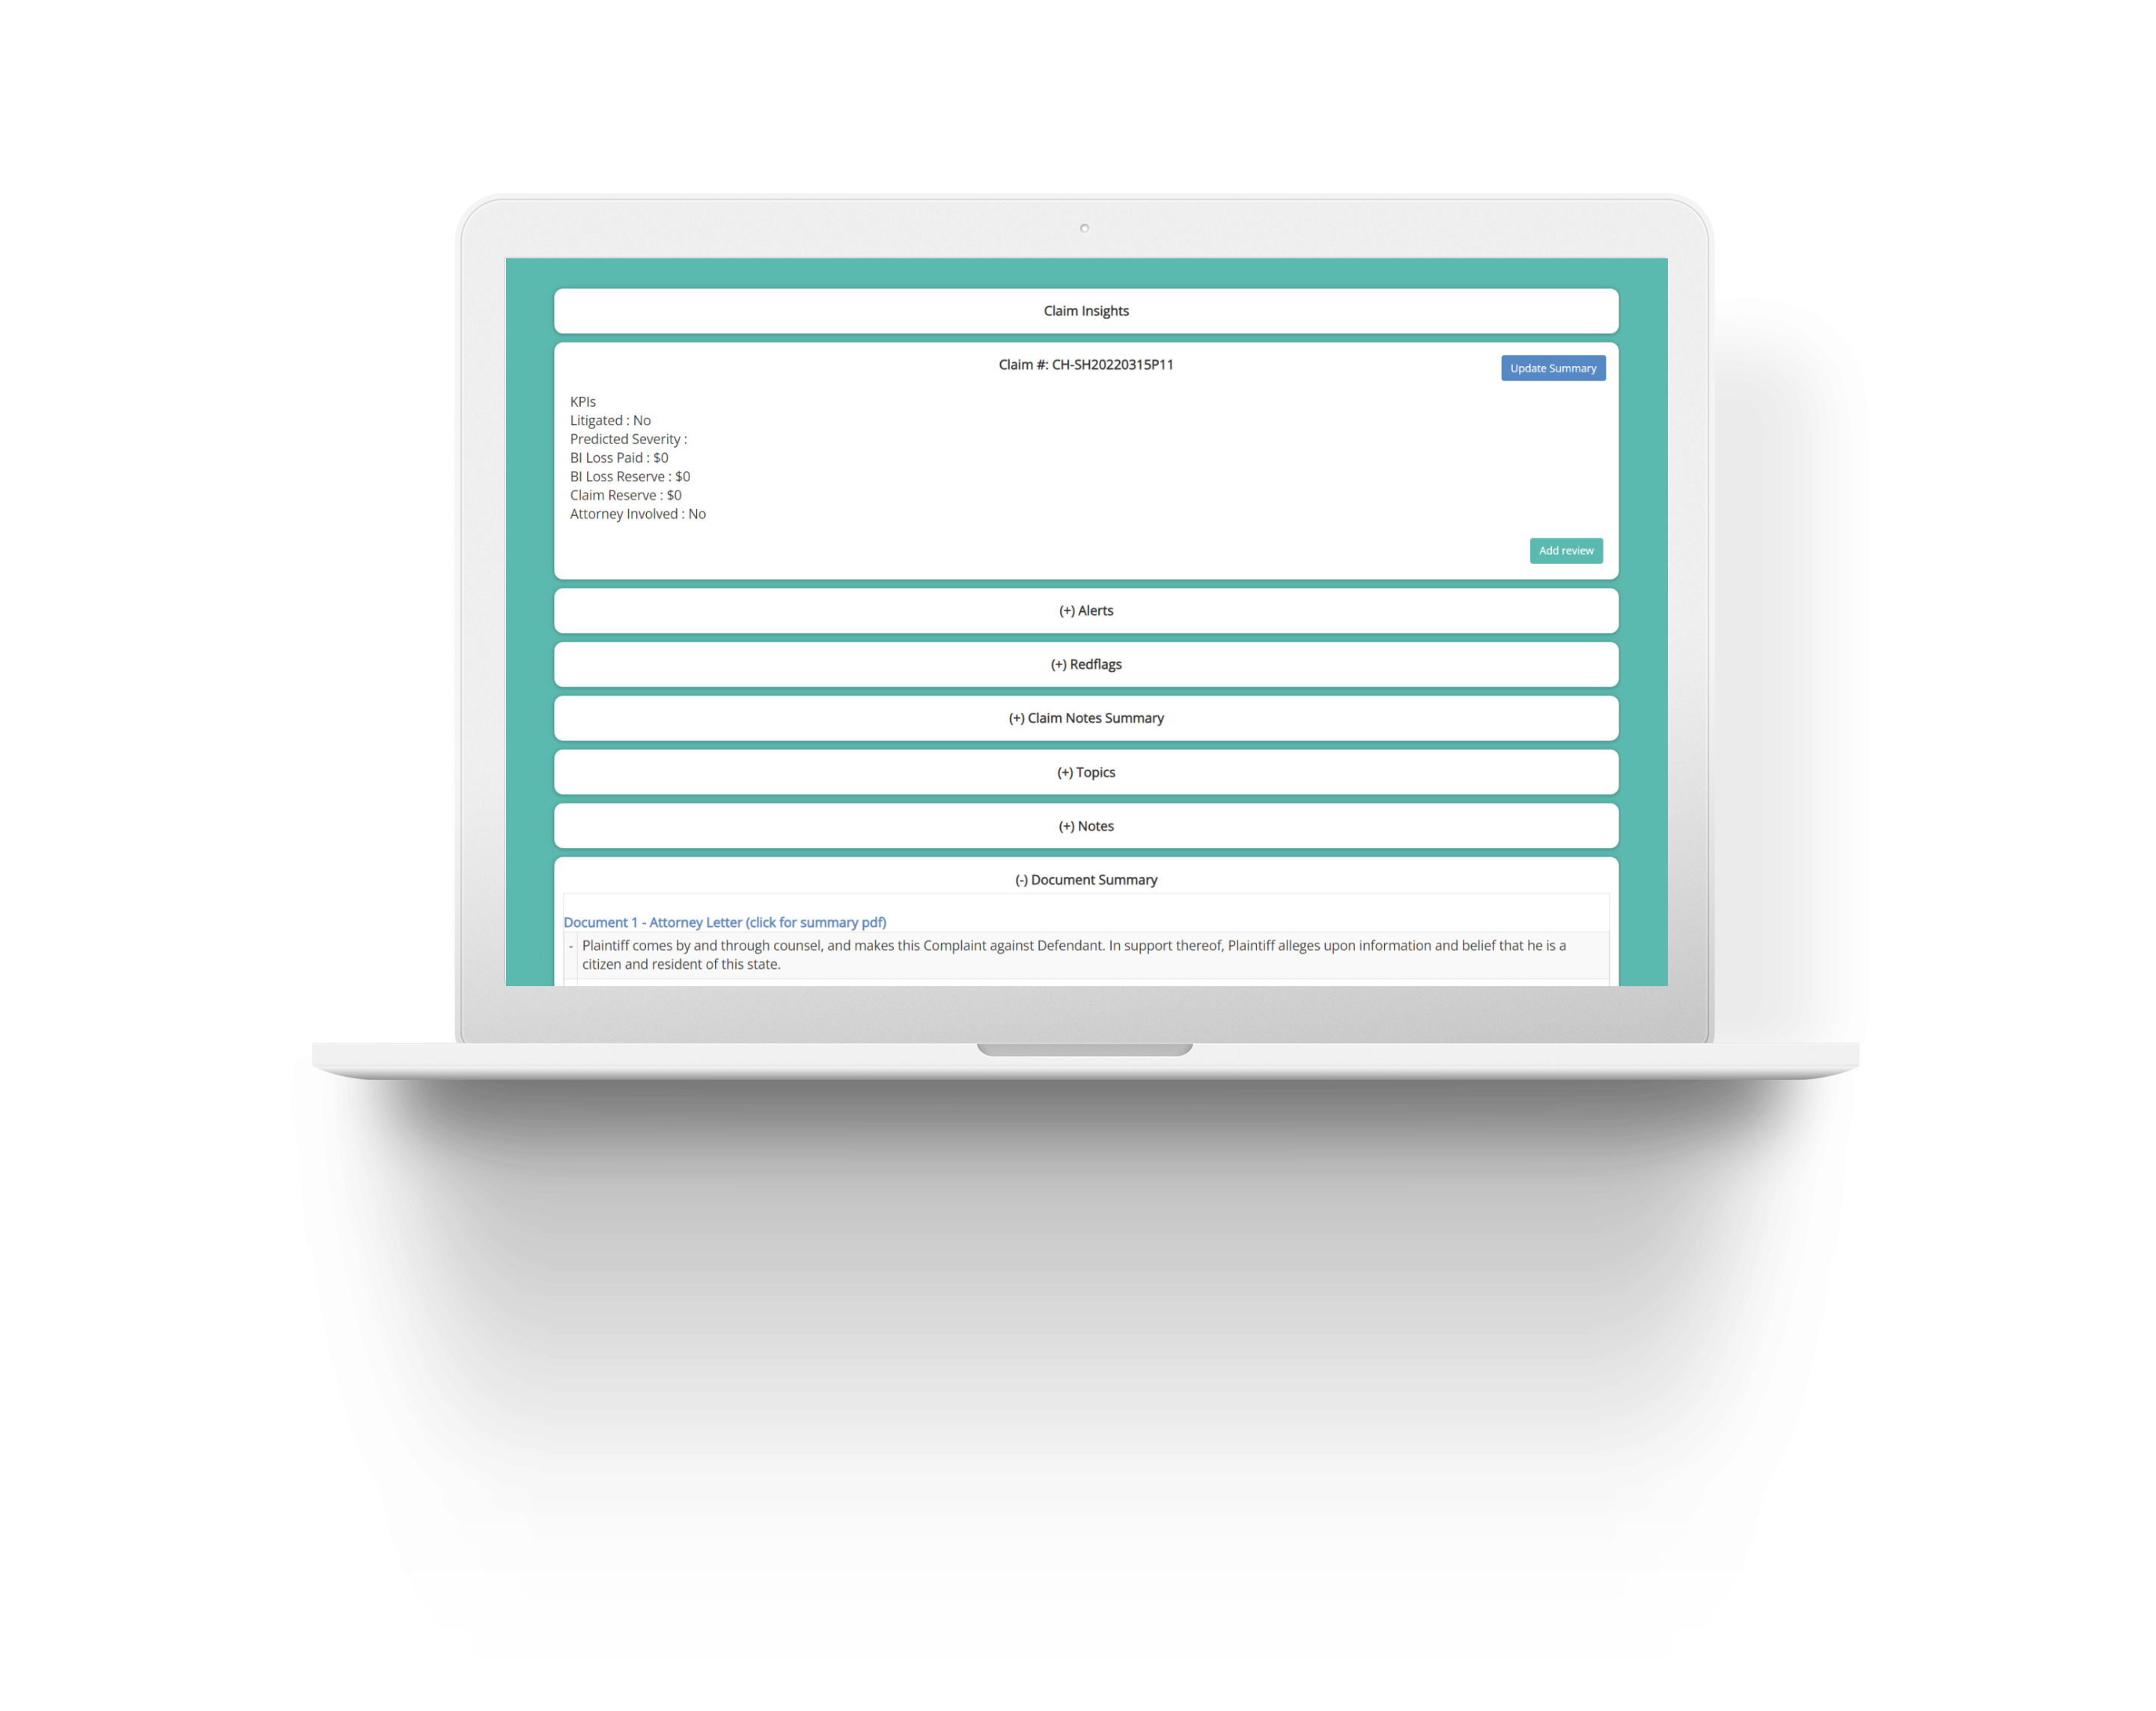 Claim Insights
Claim #: CH-SH20220315P11
Update Summary
KPIs
Litigated : No
Predicted Severity :
BI Loss Paid : $0
BI Loss Reserve : $0
Claim Reserve : $0
Attorney Involved : No
Add review
(+) Alerts
(+) Redflags
(+) Claim Notes Summary
(+) Topics
(+) Notes
(-) Document Summary
Document 1 - Attorney Letter (click for summary pdf)
- Plaintiff comes by and through counsel, and makes this Complaint against Defendant. In support thereof, Plaintiff alleges upon information and belief that he is a
citizen and resident of this state.